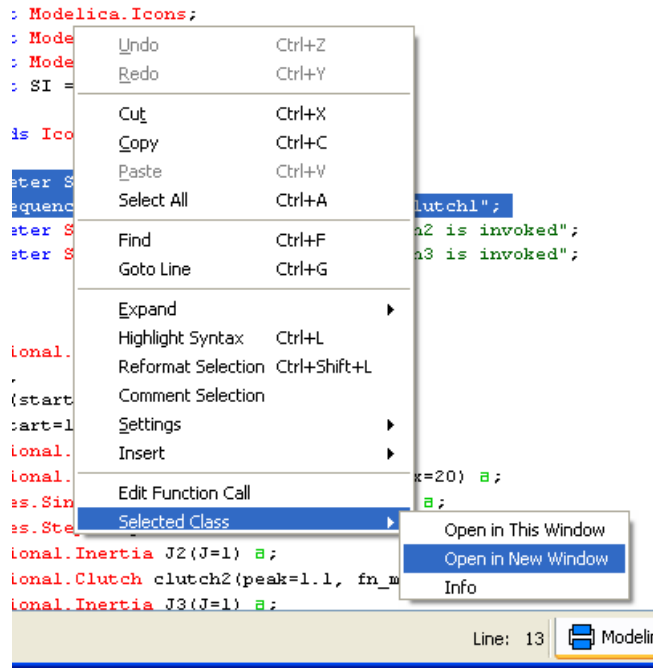 Modelica.Icons;
Mode
Mode
SI =
ds Ico
eter S
equenc
lutch1";
eter S
n2 is invoked";
eter S
n3 is invoked";
ional.
,
(start
tart=1
ional.
ional.
x=20) a;
es.Sin
a;
es.Ste
ional.Inertia J2(J=1) a;
ional.Clutch clutch2(peak=1.1, fn_m
ional.Inertia J3(J=1) a;
Undo Ctrl+Z
Redo Ctrl+Y
Cut Ctrl+X
Copy Ctrl+C
Paste Ctrl+V
Select All Ctrl+A
Find Ctrl+F
Goto Line Ctrl+G
Expand
Highlight Syntax Ctrl+L
Reformat Selection Ctrl+Shift+L
Comment Selection
Settings
Insert
Edit Function Call
Selected Class
Open in This Window
Open in New Window
Info
Line: 13
Modelin